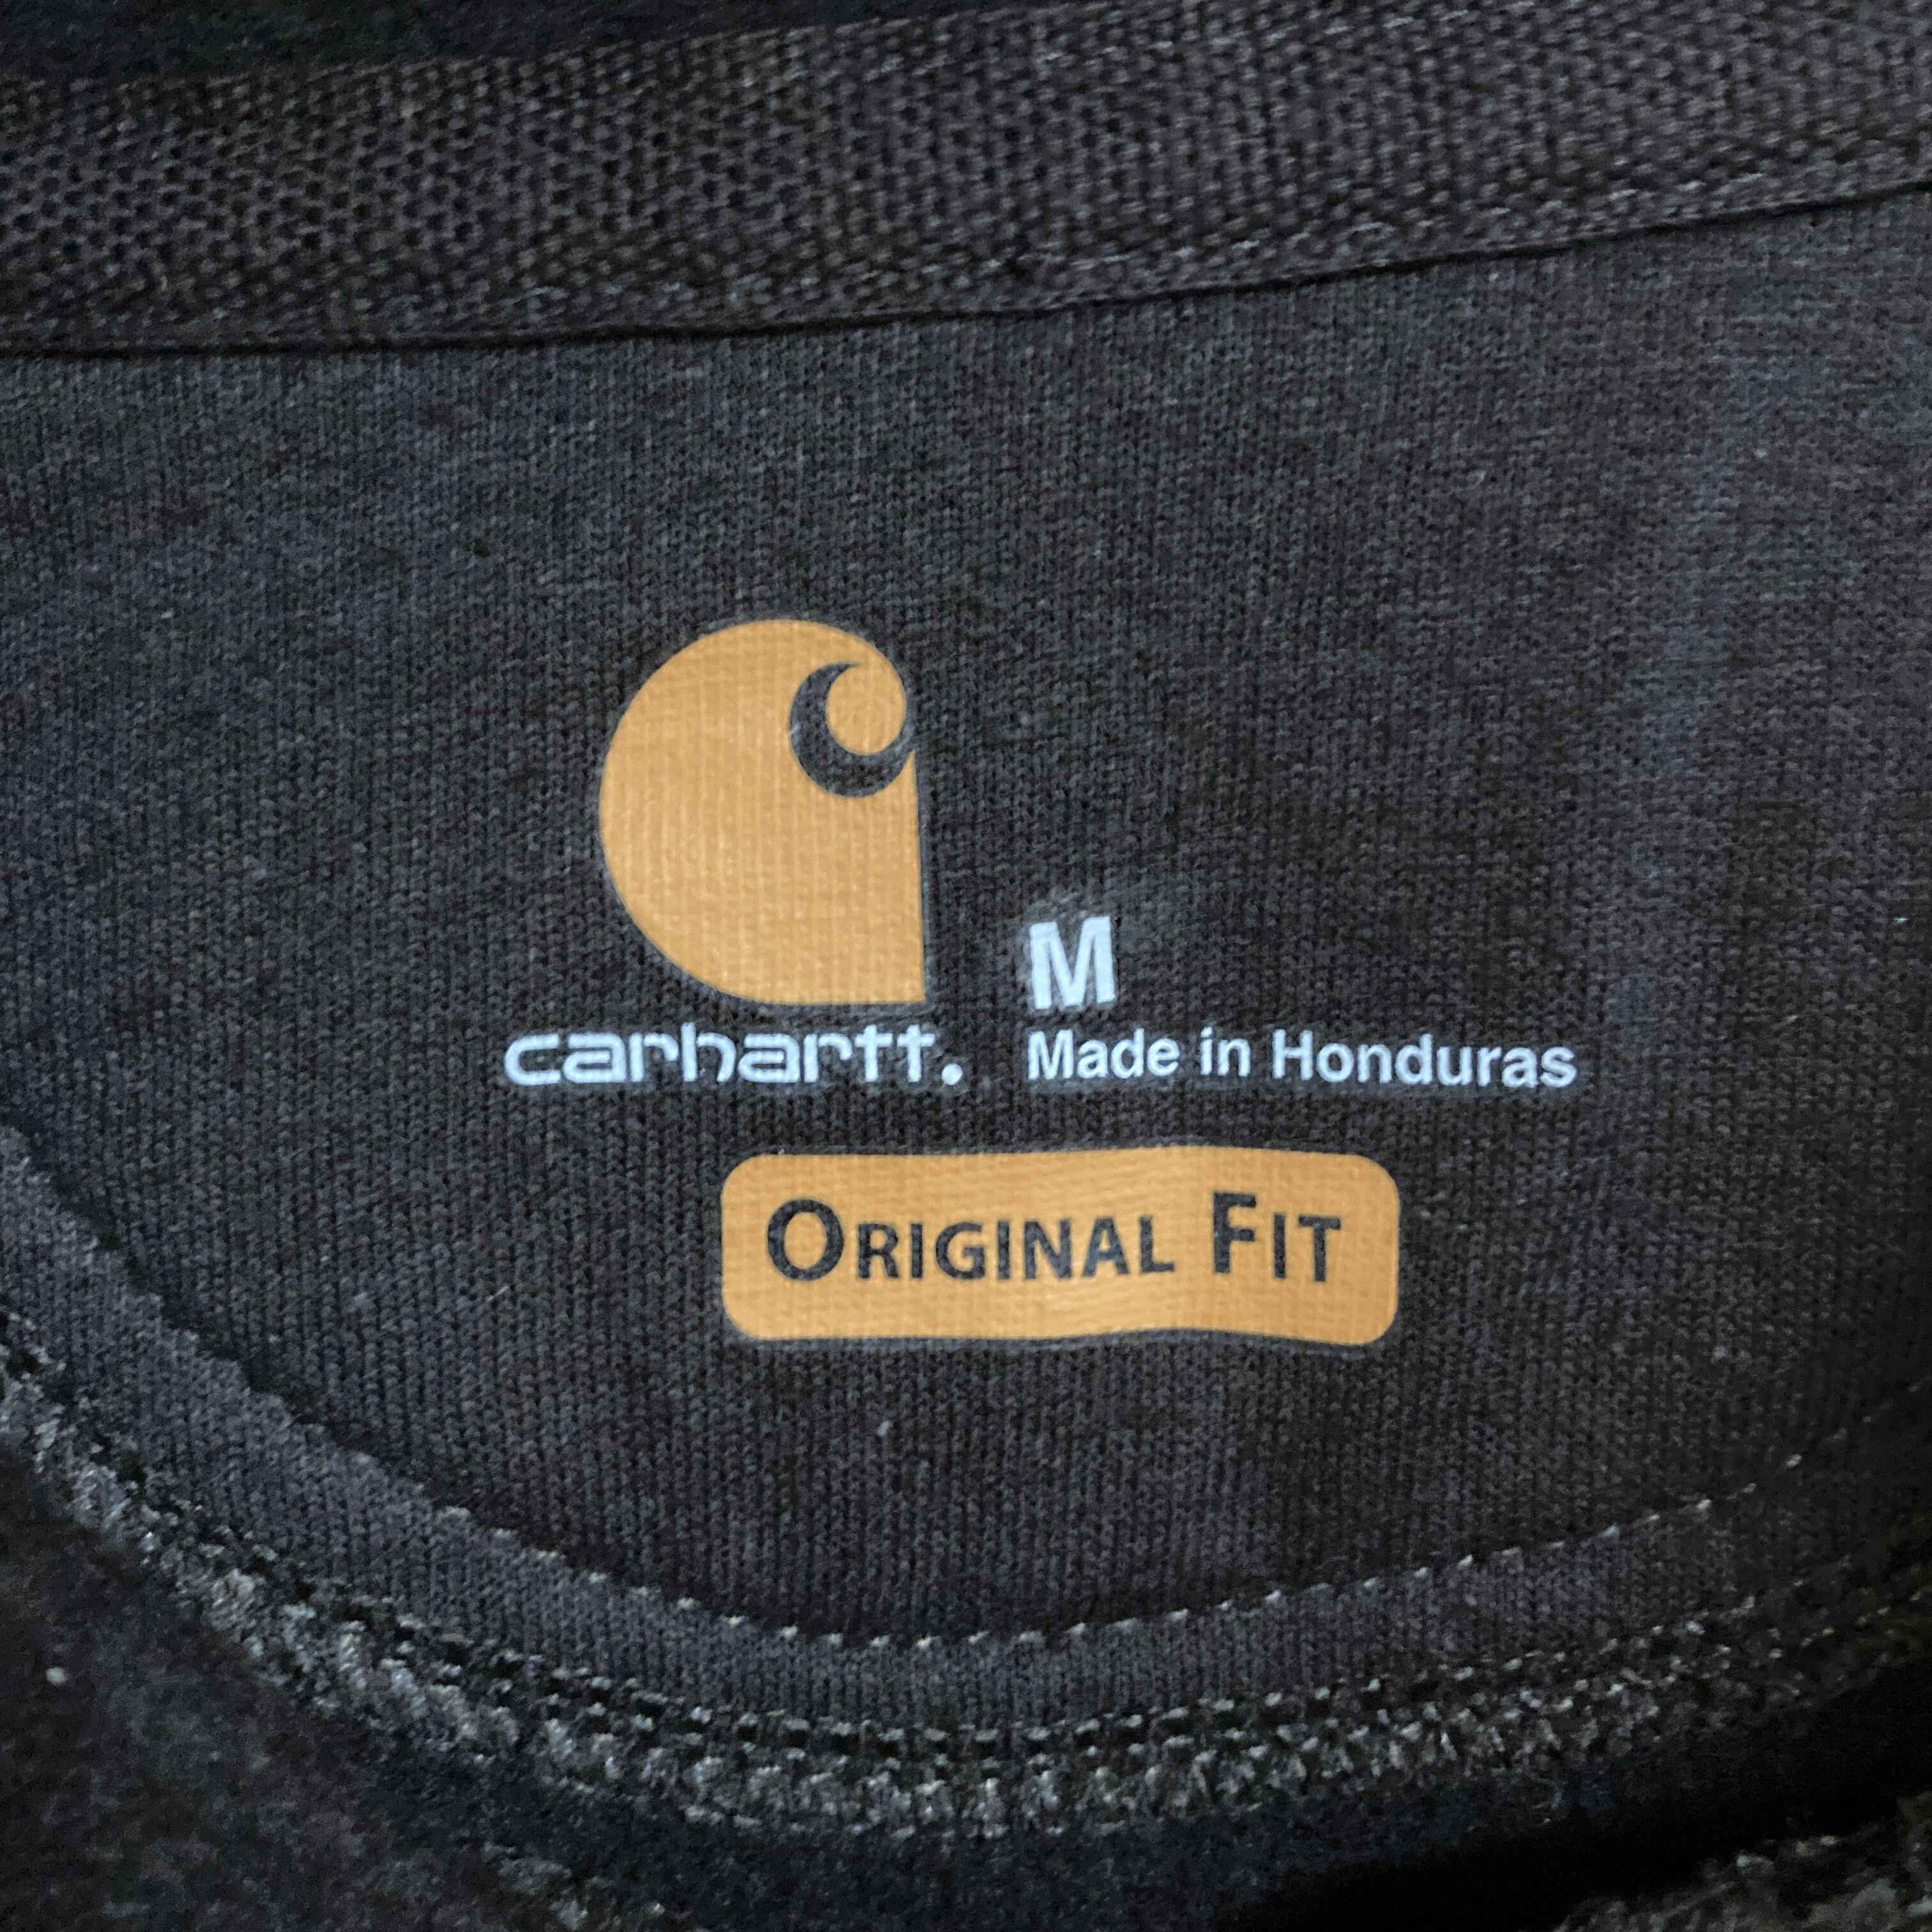 M
carhartt. Made in Honduras
ORIGINAL FIT